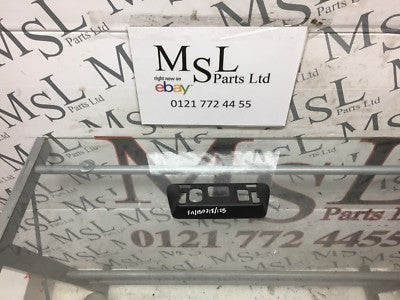 MSL
Parts Ltd
right now on
ebay
0121 772 44 55
MSL
Parts Ltd
0121 772 4455